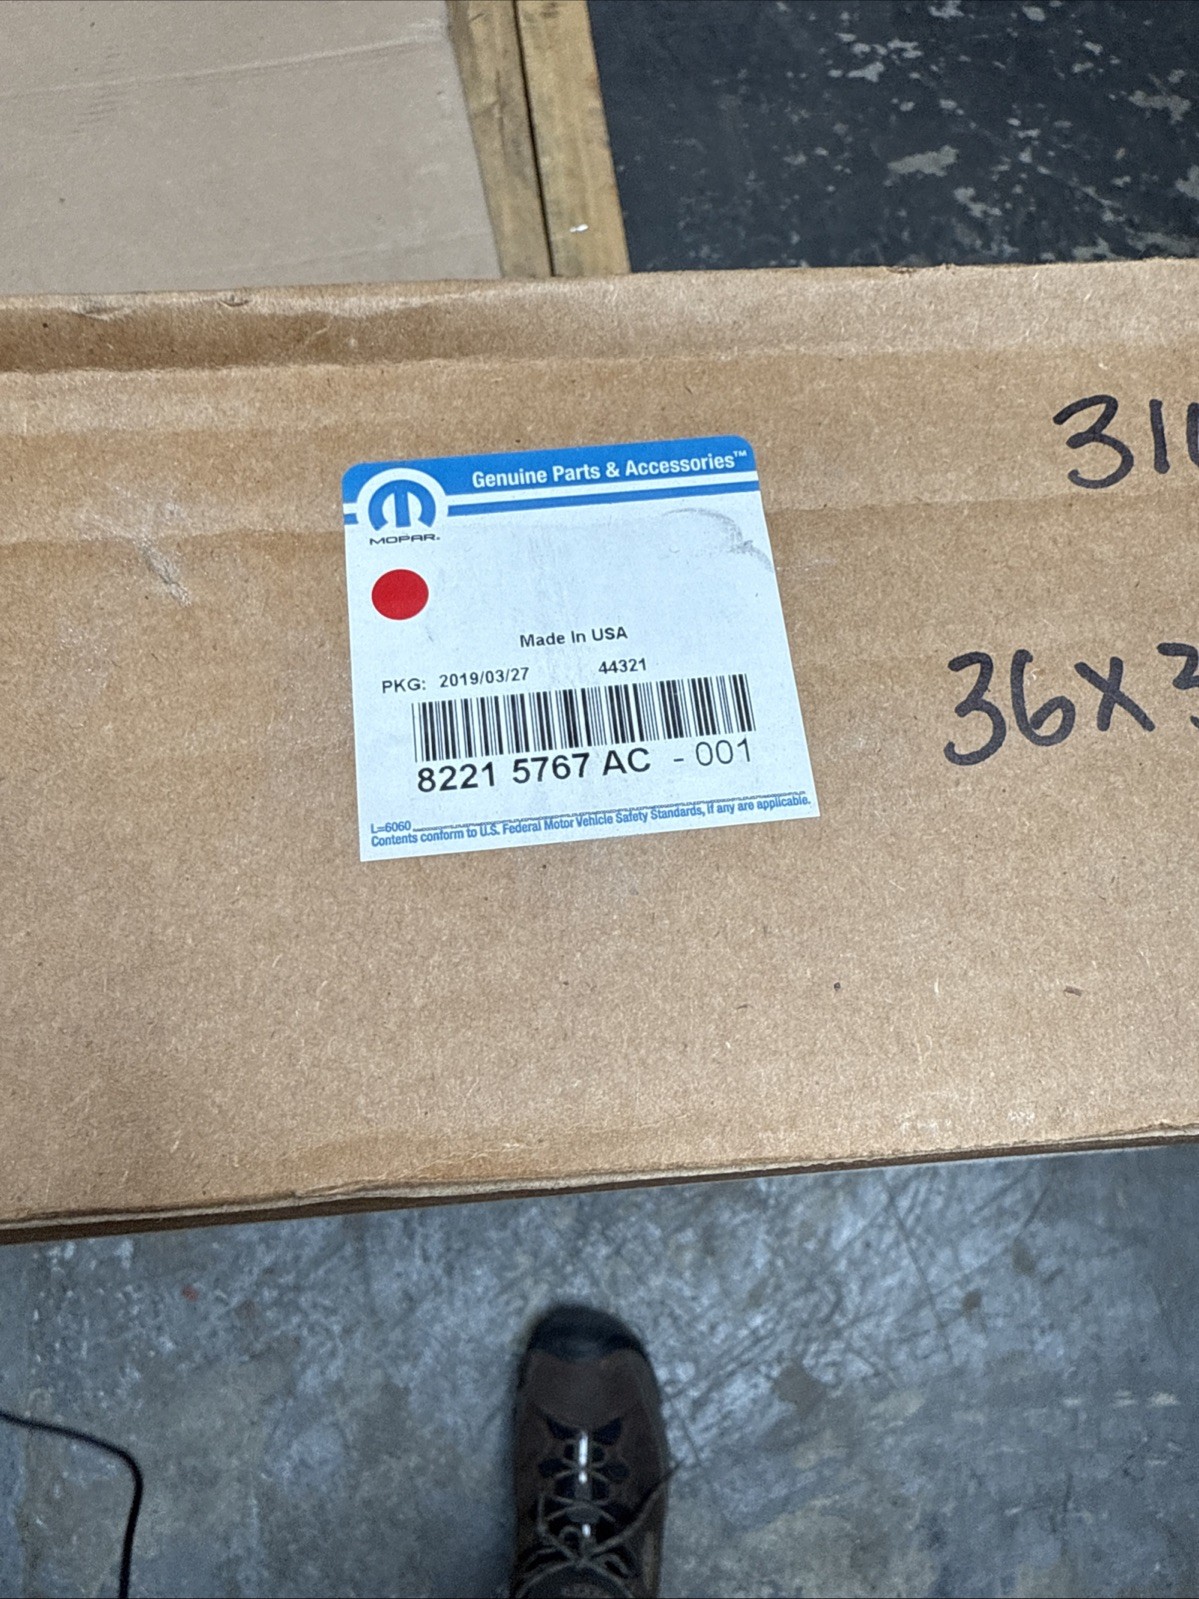 Genuine Parts & Accessories™
MOPAR.
Made In USA
PKG: 2019/03/27 44321
8221 5767 AC - 001
L=6060
Contents conform to U.S. Federal Motor Vehicle Safety Standards, if any are applicable.
36X